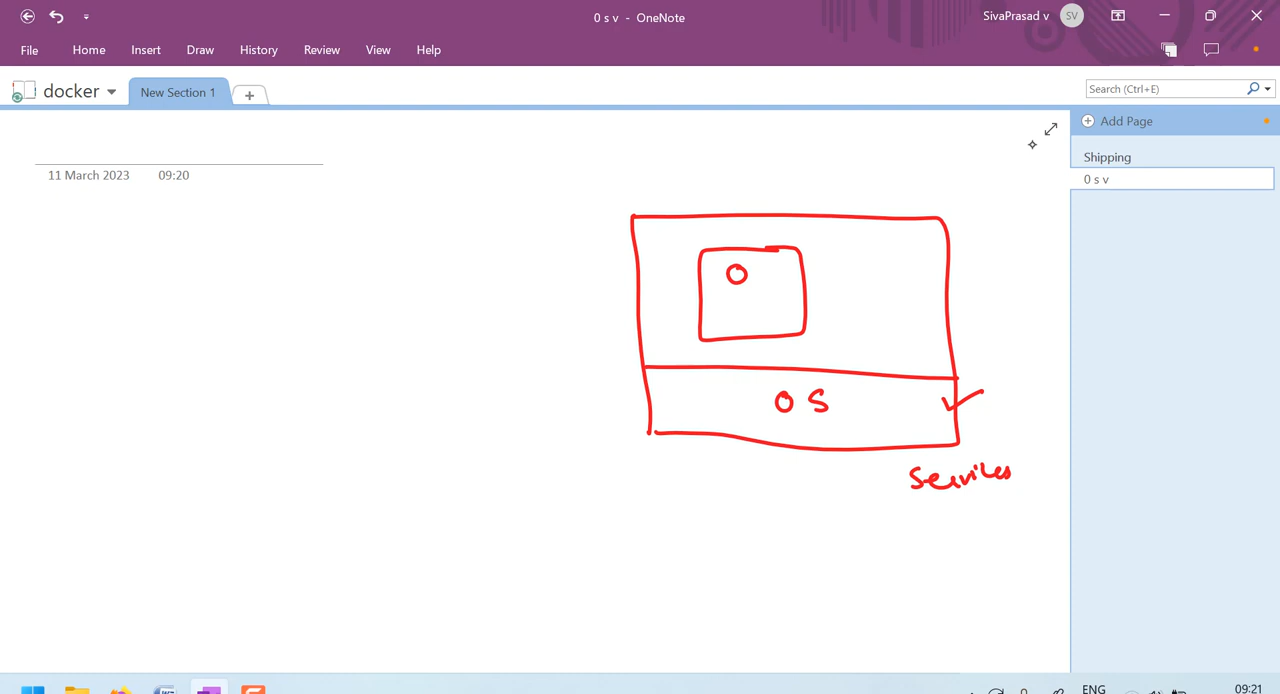 0 s v - OneNote
SivaPrasad v
SV
File
Home
Insert
Draw
History
Review
View
Help
docker
New Section 1
+
Search (Ctrl+E)
Add Page
Shipping
0 s v
11 March 2023
09:20
O
O S
Services
ENG
09:21